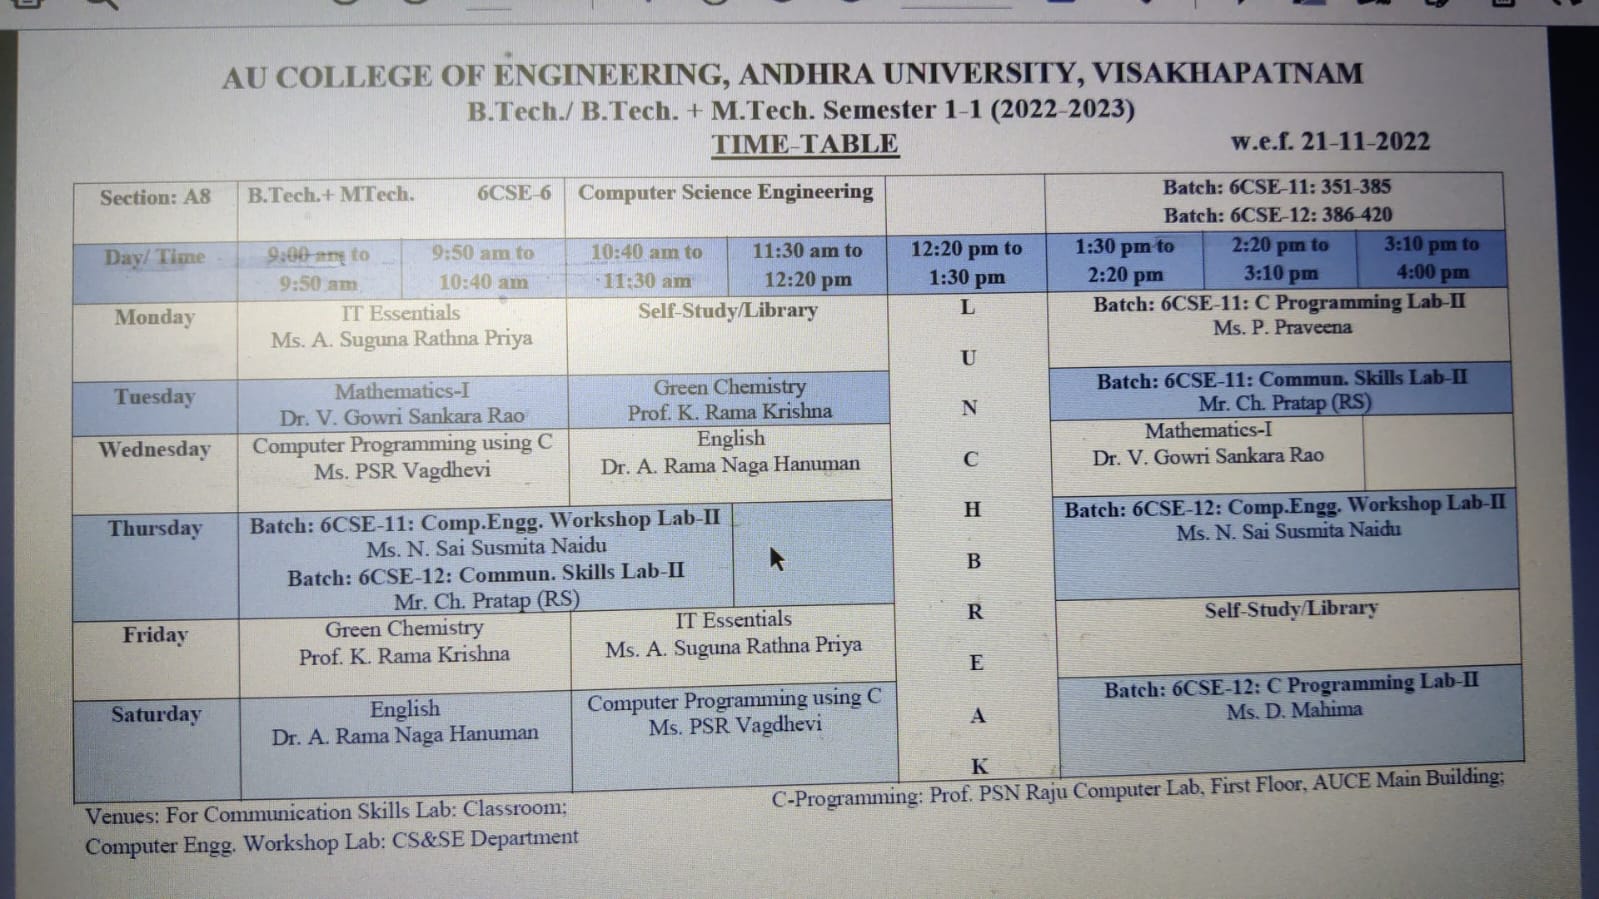 AU COLLEGE OF ENGINEERING, ANDHRA UNIVERSITY, VISAKHAPATNAM
B.Tech./ B.Tech. + M.Tech. Semester 1-1 (2022-2023)
TIME-TABLE w.e.f. 21-11-2022
Section: A8 B.Tech.+ MTech. 6CSE-6 Computer Science Engineering Batch: 6CSE-11: 351-385
Batch: 6CSE-12: 386-420
Day/ Time 9:00 am to 9:50 am to 10:40 am to 11:30 am to 12:20 pm to 1:30 pm to 2:20 pm to 3:10 pm to
9:50 am 10:40 am 11:30 am 12:20 pm 1:30 pm 2:20 pm 3:10 pm 4:00 pm
Monday IT Essentials Self-Study/Library L Batch: 6CSE-11: C Programming Lab-II
Ms. A. Suguna Rathna Priya Ms. P. Praveena
U
Tuesday Mathematics-I Green Chemistry Batch: 6CSE-11: Commun. Skills Lab-II
Dr. V. Gowri Sankara Rao Prof. K. Rama Krishna N Mr. Ch. Pratap (RS)
Wednesday Computer Programming using C English Mathematics-I
Ms. PSR Vagdhevi Dr. A. Rama Naga Hanuman C Dr. V. Gowri Sankara Rao
Thursday Batch: 6CSE-11: Comp.Engg. Workshop Lab-II H Batch: 6CSE-12: Comp.Engg. Workshop Lab-II
Ms. N. Sai Susmita Naidu Ms. N. Sai Susmita Naidu
Batch: 6CSE-12: Commun. Skills Lab-II B
Mr. Ch. Pratap (RS)
Friday Green Chemistry IT Essentials R Self-Study/Library
Prof. K. Rama Krishna Ms. A. Suguna Rathna Priya
E
Saturday English Computer Programming using C Batch: 6CSE-12: C Programming Lab-II
Dr. A. Rama Naga Hanuman Ms. PSR Vagdhevi A Ms. D. Mahima
K
Venues: For Communication Skills Lab: Classroom; C-Programming: Prof. PSN Raju Computer Lab, First Floor, AUCE Main Building;
Computer Engg. Workshop Lab: CS&SE Department